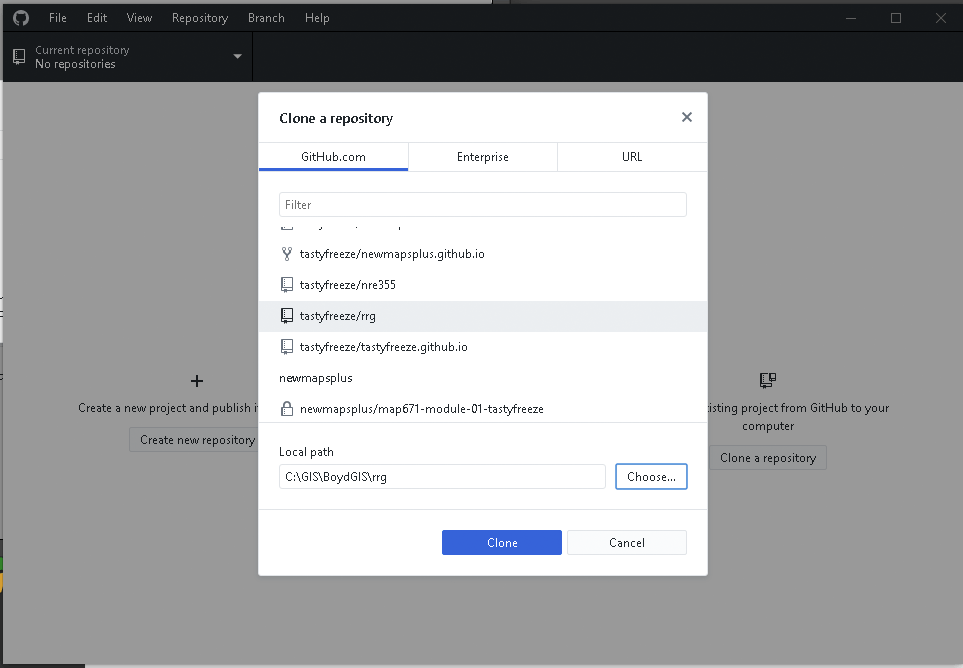 File Edit View Repository Branch Help
Current repository
No repositories
Clone a repository
GitHub.com Enterprise URL
Filter
tastyfreeze/newmapsplus.github.io
tastyfreeze/nre355
tastyfreeze/rrg
tastyfreeze/tastyfreeze.github.io
newmapsplus
newmapsplus/map671-module-01-tastyfreeze
Create a new project and publish i
Create new repository
isting project from GitHub to your
computer
Clone a repository
Local path
C:\GIS\BoydGIS\rrg
Choose...
Clone Cancel